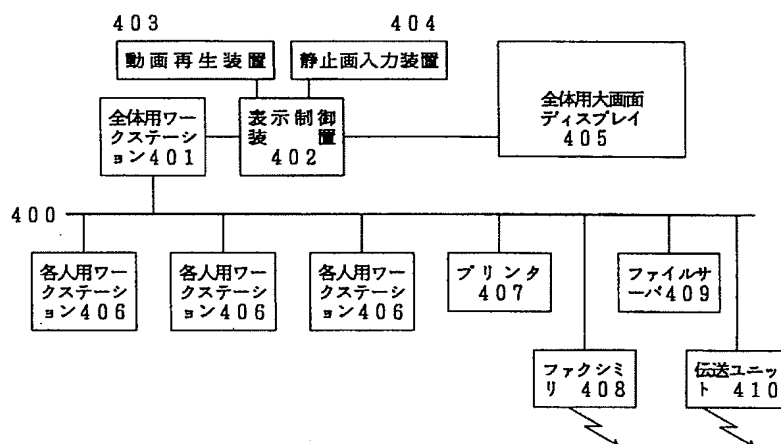 403
404
動画再生装置
静止画入力装置
全体用ワー
クステーシ
ョン401
表示制御
装置
402
全体用大画面
ディスプレイ
405
400
各人用ワー
クステーシ
ョン406
各人用ワー
クステーシ
ョン406
各人用ワー
クステーシ
ョン406
プリンタ
407
ファイルサ
ーバ409
ファクシミ
リ 408
伝送ユニッ
ト 410